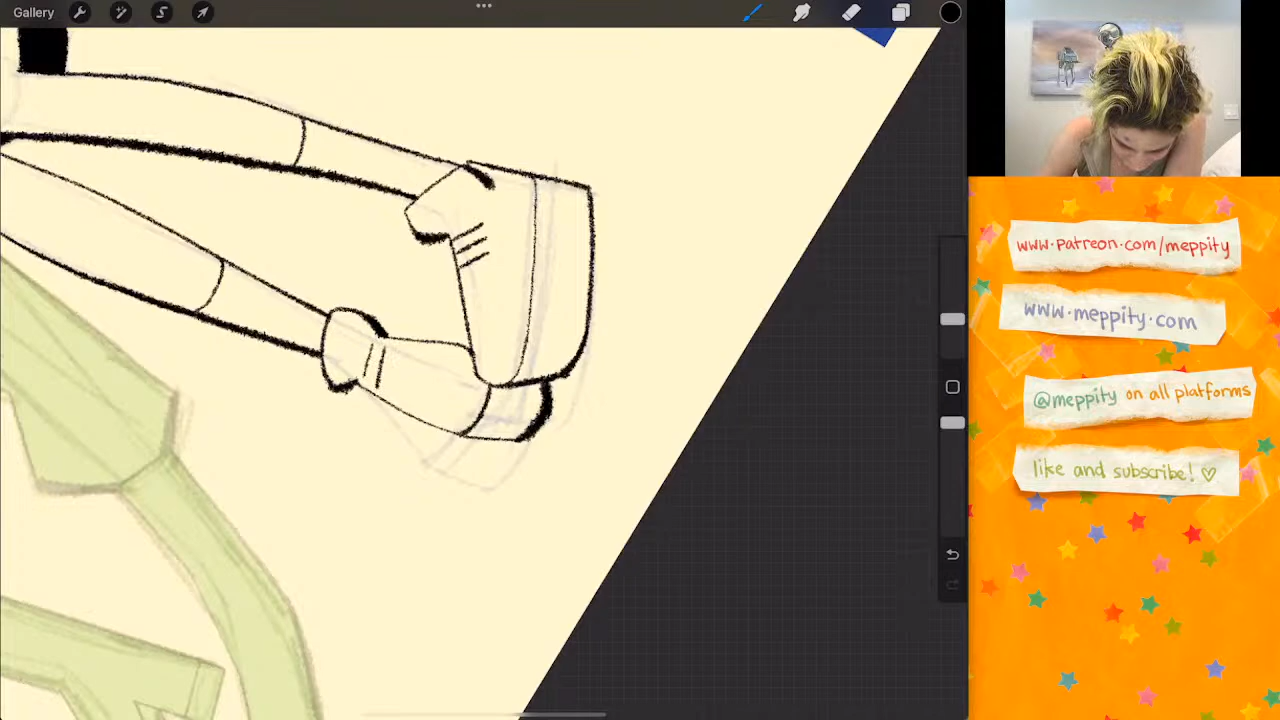 Gallery
www.patreon.com/meppity
www.meppity.com
@meppity on all platforms
like and subscribe! ♡